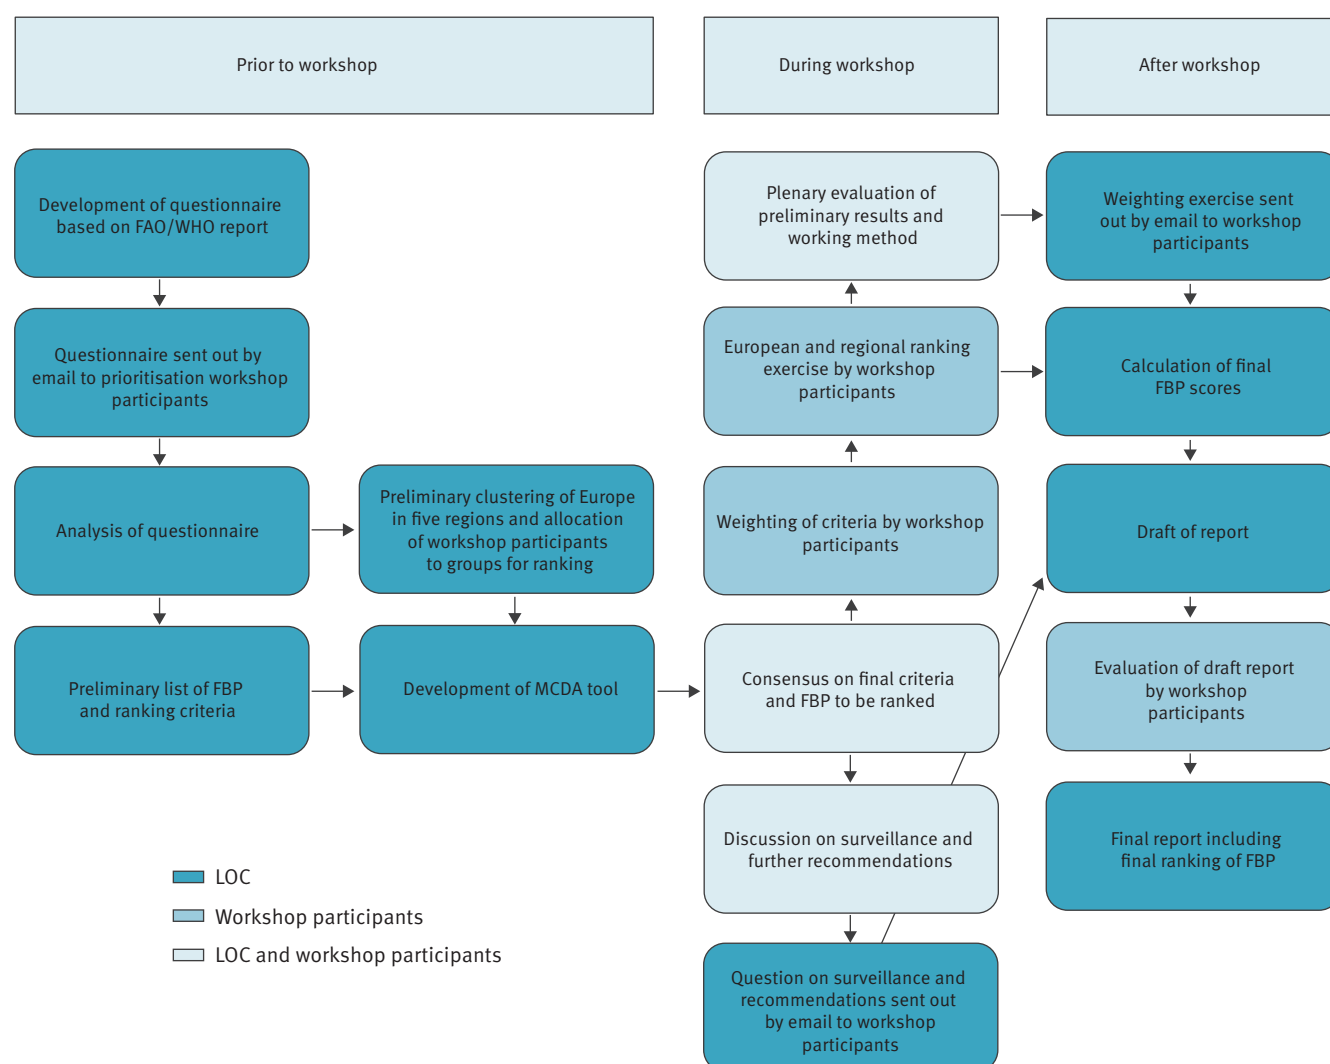 Prior to workshop
During workshop
After workshop
Development of questionnaire
based on FAO/WHO report
Questionnaire sent out by
email to prioritisation workshop
participants
Analysis of questionnaire
Preliminary list of FBP
and ranking criteria
Preliminary clustering of Europe
in five regions and allocation
of workshop participants
to groups for ranking
Development of MCDA tool
Plenary evaluation of
preliminary results and
working method
European and regional ranking
exercise by workshop
participants
Weighting of criteria by workshop
participants
Consensus on final criteria
and FBP to be ranked
Discussion on surveillance and
further recommendations
Question on surveillance and
recommendations sent out
by email to workshop
participants
Weighting exercise sent
out by email to workshop
participants
Calculation of final
FBP scores
Draft of report
Evaluation of draft report
by workshop
participants
Final report including
final ranking of FBP
LOC
Workshop participants
LOC and workshop participants